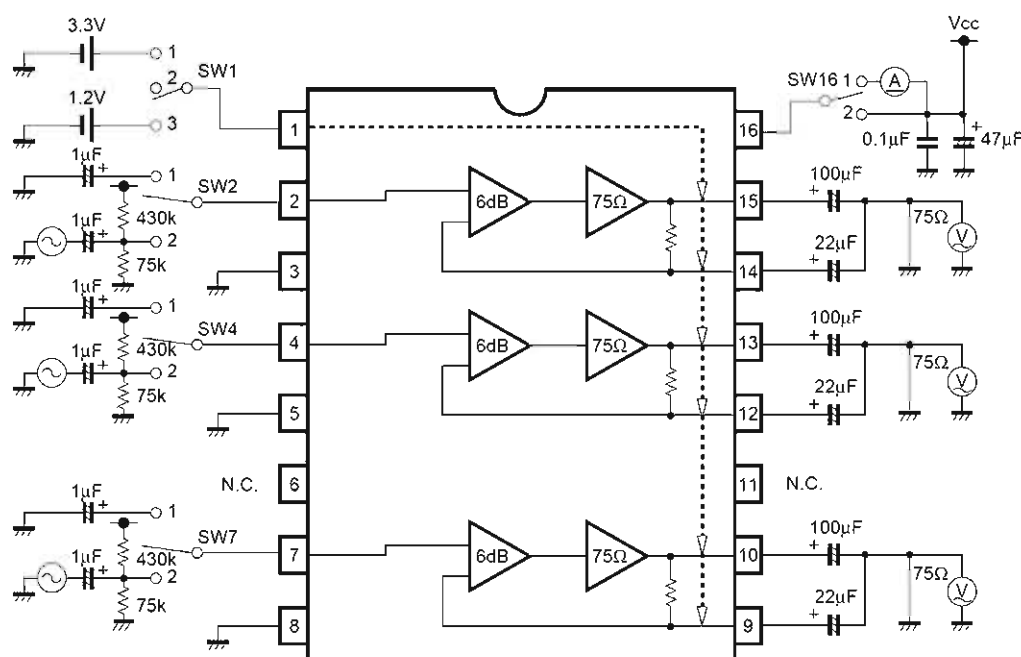 3.3V
1
2
SW1
1.2V
3
Vcc
SW16
1
A
2
0.1µF
+
47µF
1
16
1µF
+
1
SW2
2
430k
1µF
+
2
75k
6dB
75Ω
15
100µF
+
75Ω
V
3
14
22µF
+
1µF
+
1
SW4
4
430k
1µF
+
2
75k
6dB
75Ω
13
100µF
+
75Ω
V
5
12
22µF
+
N.C.
6
11
N.C.
1µF
+
1
SW7
7
430k
1µF
+
2
75k
6dB
75Ω
10
100µF
+
75Ω
V
8
9
22µF
+